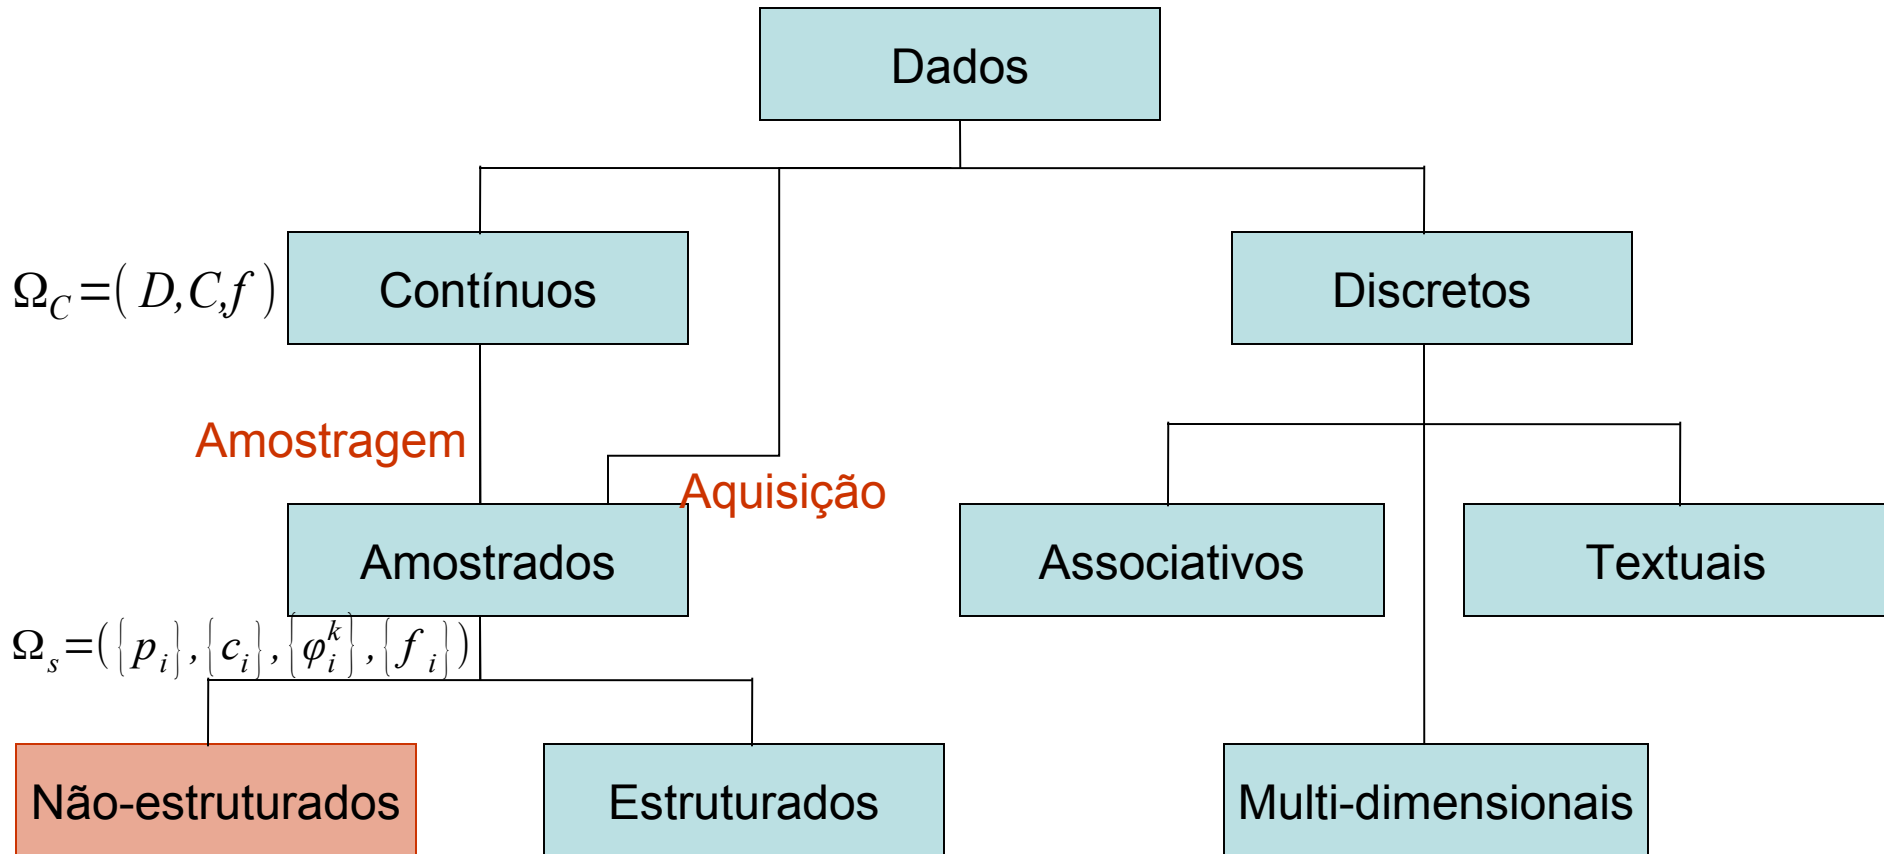 Dados
Ω_C=( D,C,f )
Contínuos
Discretos
Amostragem
Aquisição
Amostrados
Associativos
Textuais
Ω_s=({p_i},{c_i},{φ_i^k},{f_i})
Não-estruturados
Estruturados
Multi-dimensionais